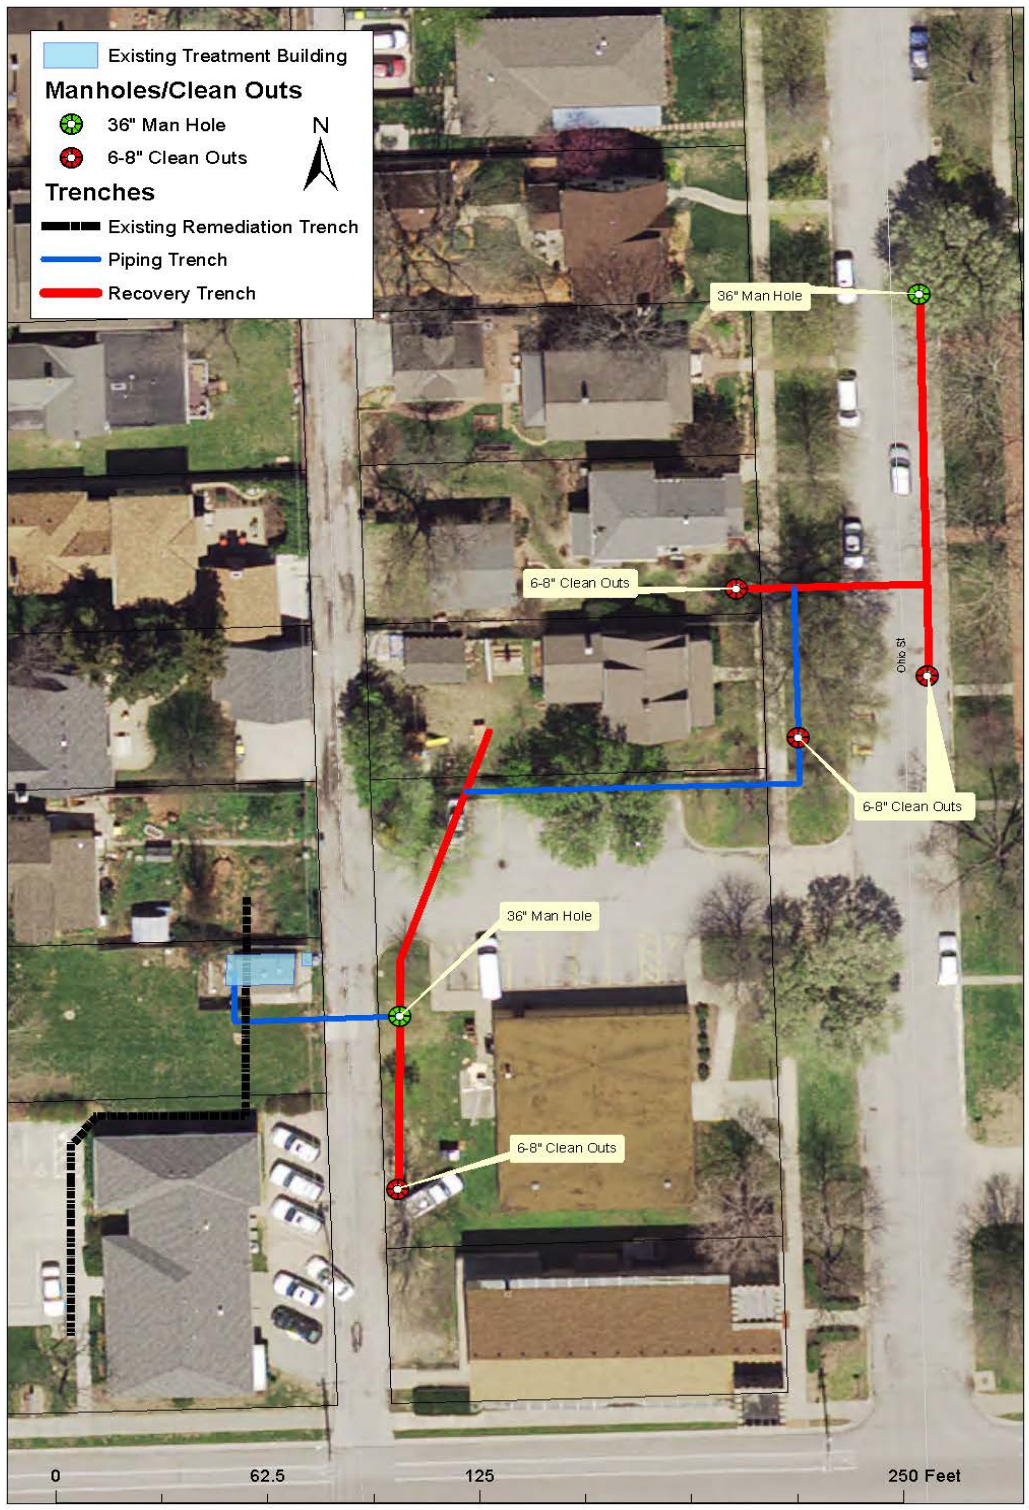 Existing Treatment Building
Manholes/Clean Outs
36" Man Hole
6-8" Clean Outs
N
Trenches
Existing Remediation Trench
Piping Trench
Recovery Trench
36" Man Hole
6-8" Clean Outs
Ohio St
6-8" Clean Outs
36" Man Hole
6-8" Clean Outs
0 62.5 125 250 Feet